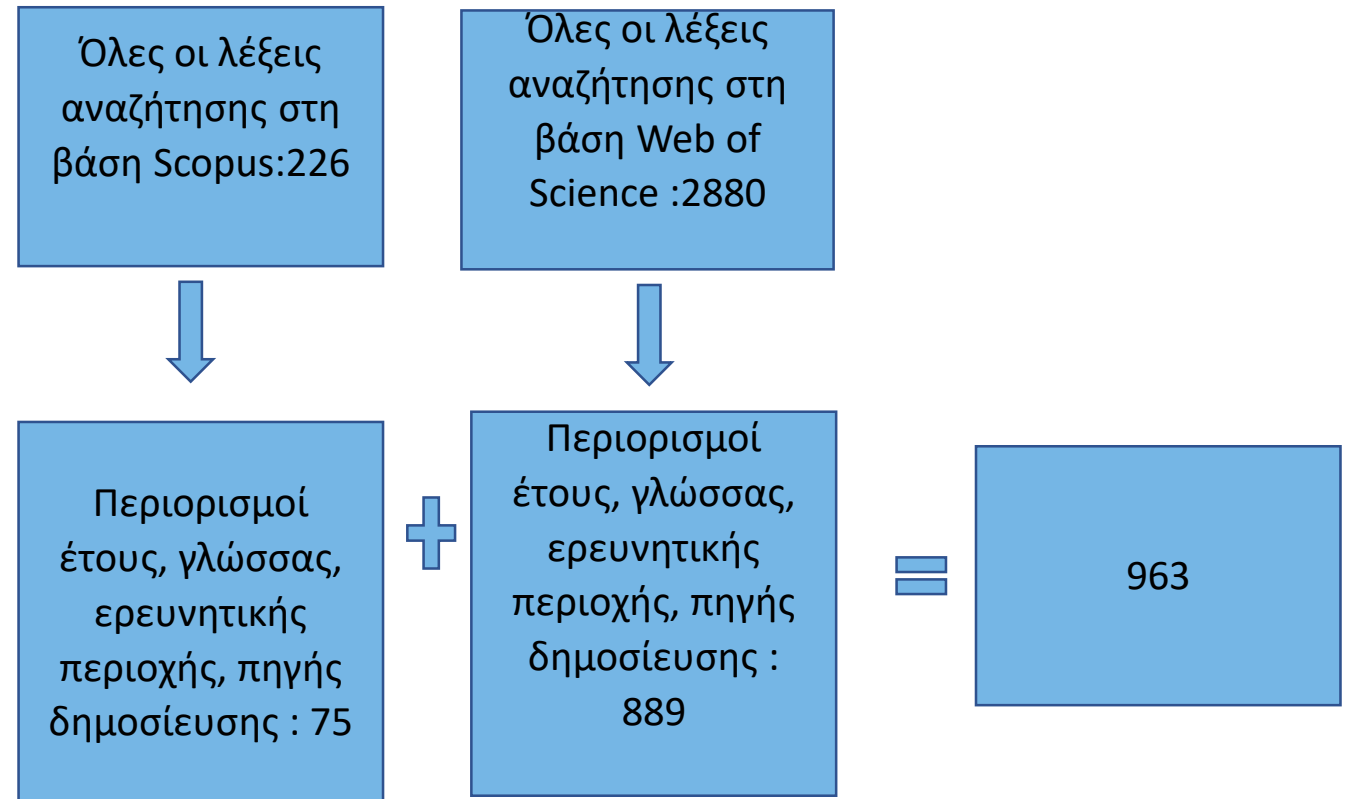 Όλες οι λέξεις
αναζήτησης στη
βάση Scopus:226
Όλες οι λέξεις
αναζήτησης στη
βάση Web of
Science :2880
Περιορισμοί
έτους, γλώσσας,
ερευνητικής
περιοχής, πηγής
δημοσίευσης : 75
Περιορισμοί
έτους, γλώσσας,
ερευνητικής
περιοχής, πηγής
δημοσίευσης :
889
963